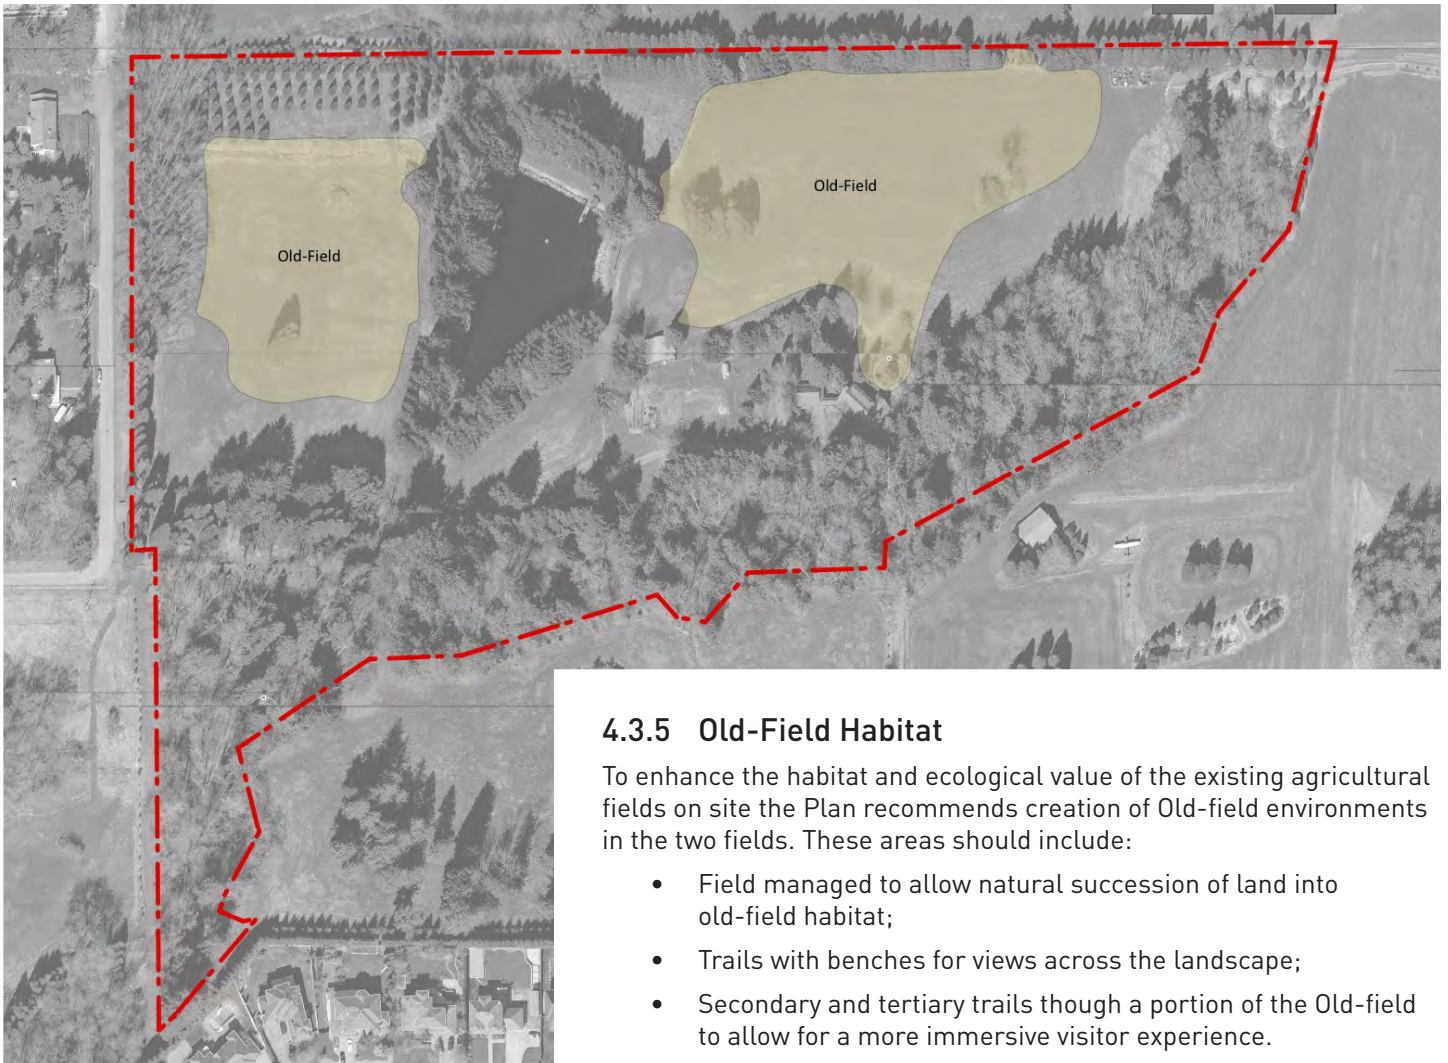 Old-Field
Old-Field
4.3.5 Old-Field Habitat
To enhance the habitat and ecological value of the existing agricultural
fields on site the Plan recommends creation of Old-field environments
in the two fields. These areas should include:
• Field managed to allow natural succession of land into
old-field habitat;
• Trails with benches for views across the landscape;
• Secondary and tertiary trails though a portion of the Old-field
to allow for a more immersive visitor experience.